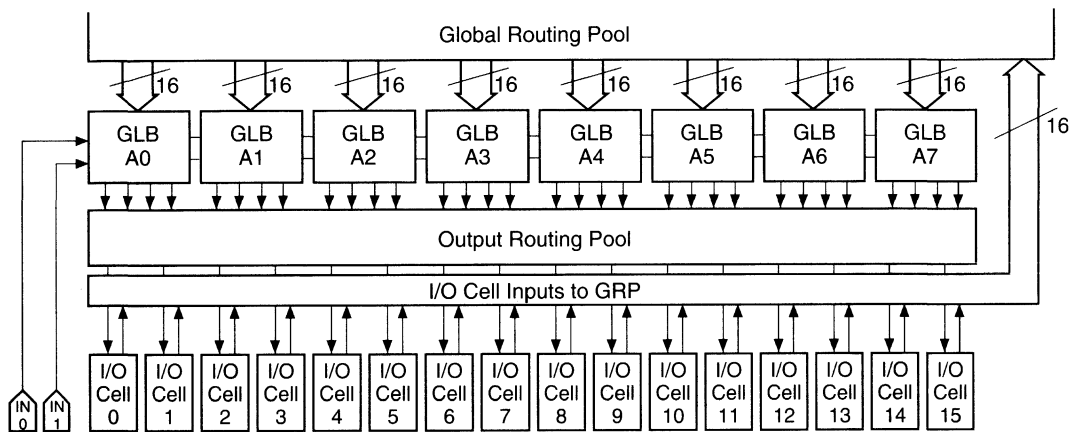 Global Routing Pool
16 16 16 16 16 16 16 16
16
GLB A0
GLB A1
GLB A2
GLB A3
GLB A4
GLB A5
GLB A6
GLB A7
Output Routing Pool
I/O Cell Inputs to GRP
IN 0
IN 1
I/O Cell 0
I/O Cell 1
I/O Cell 2
I/O Cell 3
I/O Cell 4
I/O Cell 5
I/O Cell 6
I/O Cell 7
I/O Cell 8
I/O Cell 9
I/O Cell 10
I/O Cell 11
I/O Cell 12
I/O Cell 13
I/O Cell 14
I/O Cell 15